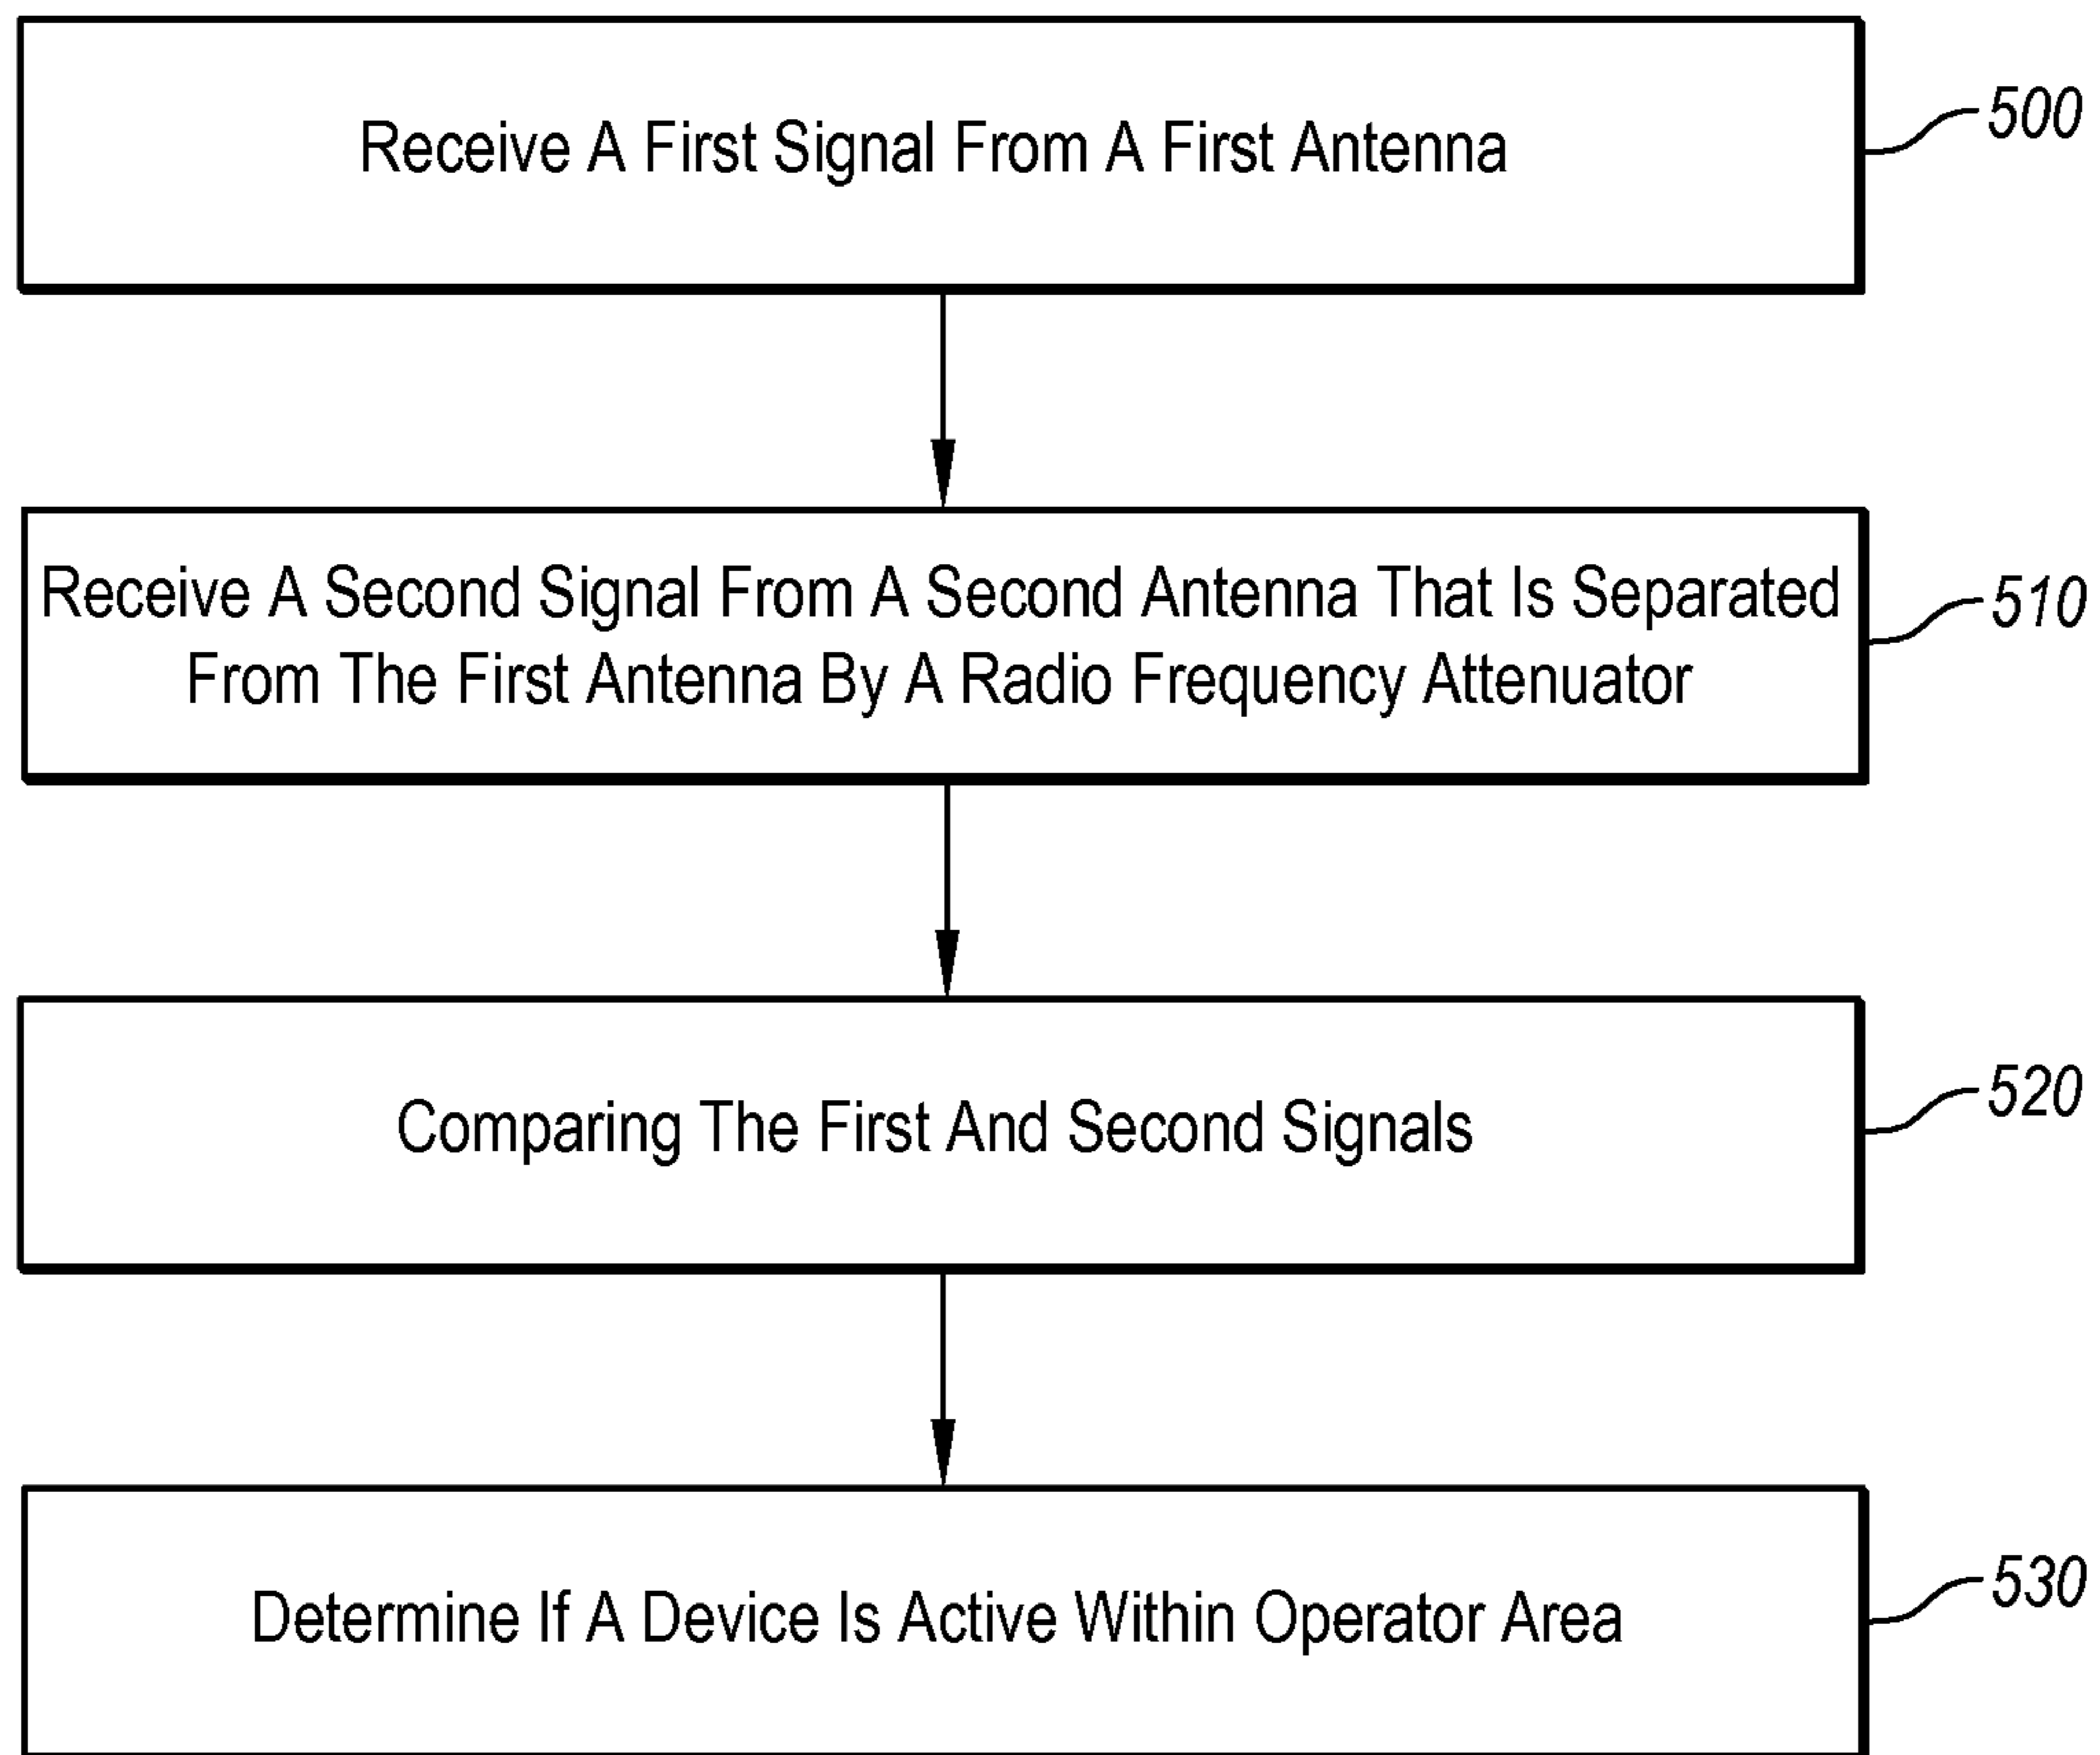 Receive A First Signal From A First Antenna
500
Receive A Second Signal From A Second Antenna That Is Separated
From The First Antenna By A Radio Frequency Attenuator
510
Comparing The First And Second Signals
520
Determine If A Device Is Active Within Operator Area
530